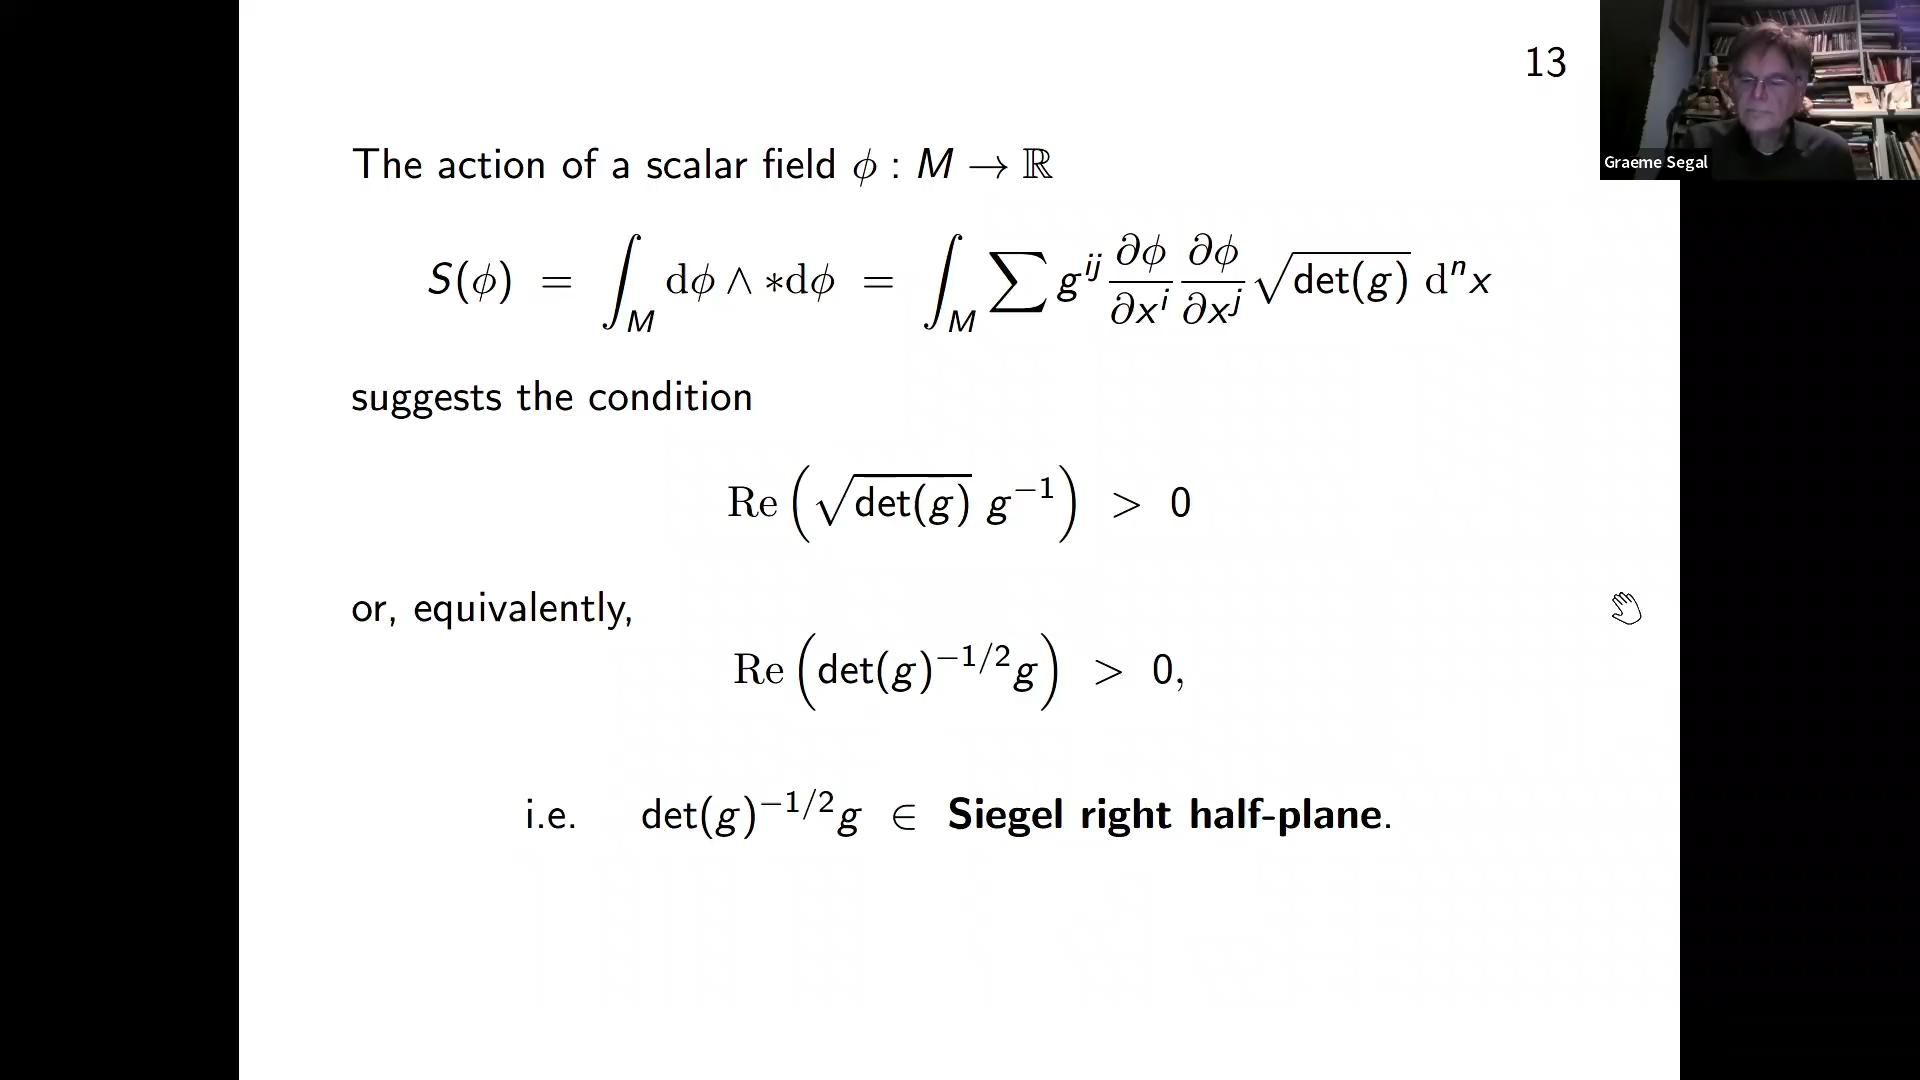 13
Graeme Segal
The action of a scalar field ϕ : M → ℝ
S(ϕ) = ∫_M dϕ ∧ *dϕ = ∫_M ∑ g^{ij} ∂ϕ/∂x^i ∂ϕ/∂x^j √det(g) d^n x
suggests the condition
Re(√det(g) g^{−1}) > 0
or, equivalently,
Re(det(g)^{−1/2} g) > 0,
i.e. det(g)^{−1/2} g ∈ Siegel right half-plane.